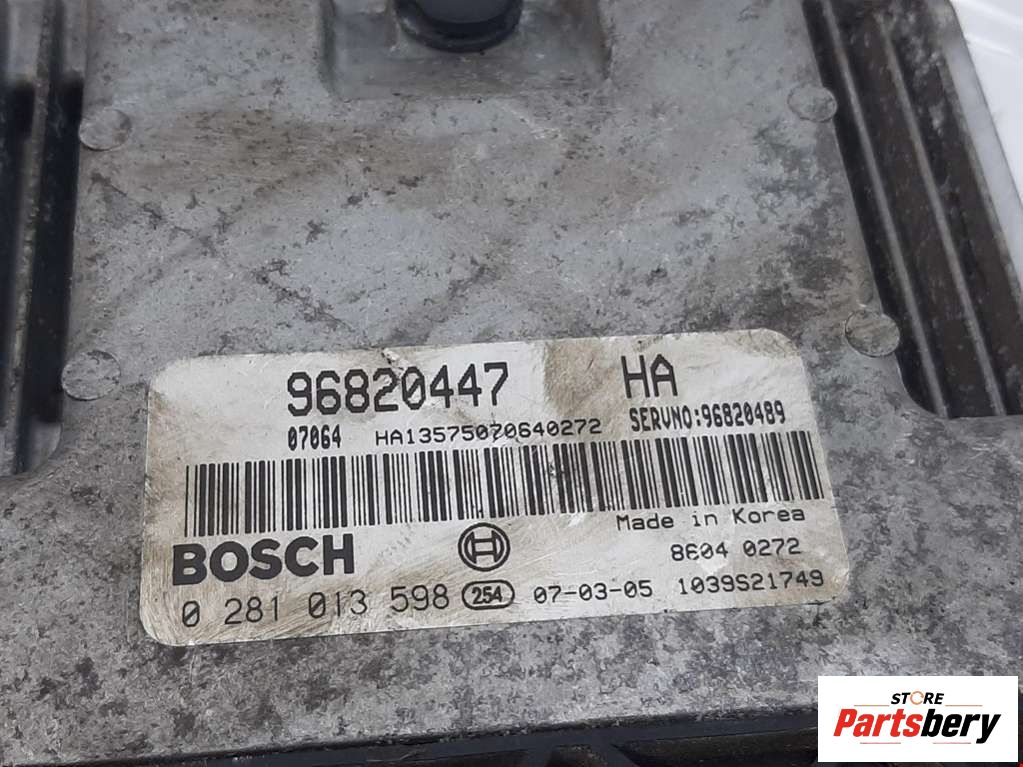 96820447 HA
07064 HA13575070640272 SERVNO:96820489
Made in Korea
BOSCH
8604 0272
0 281 013 598 254 07-03-05 1039S21749
STORE
Partsbery